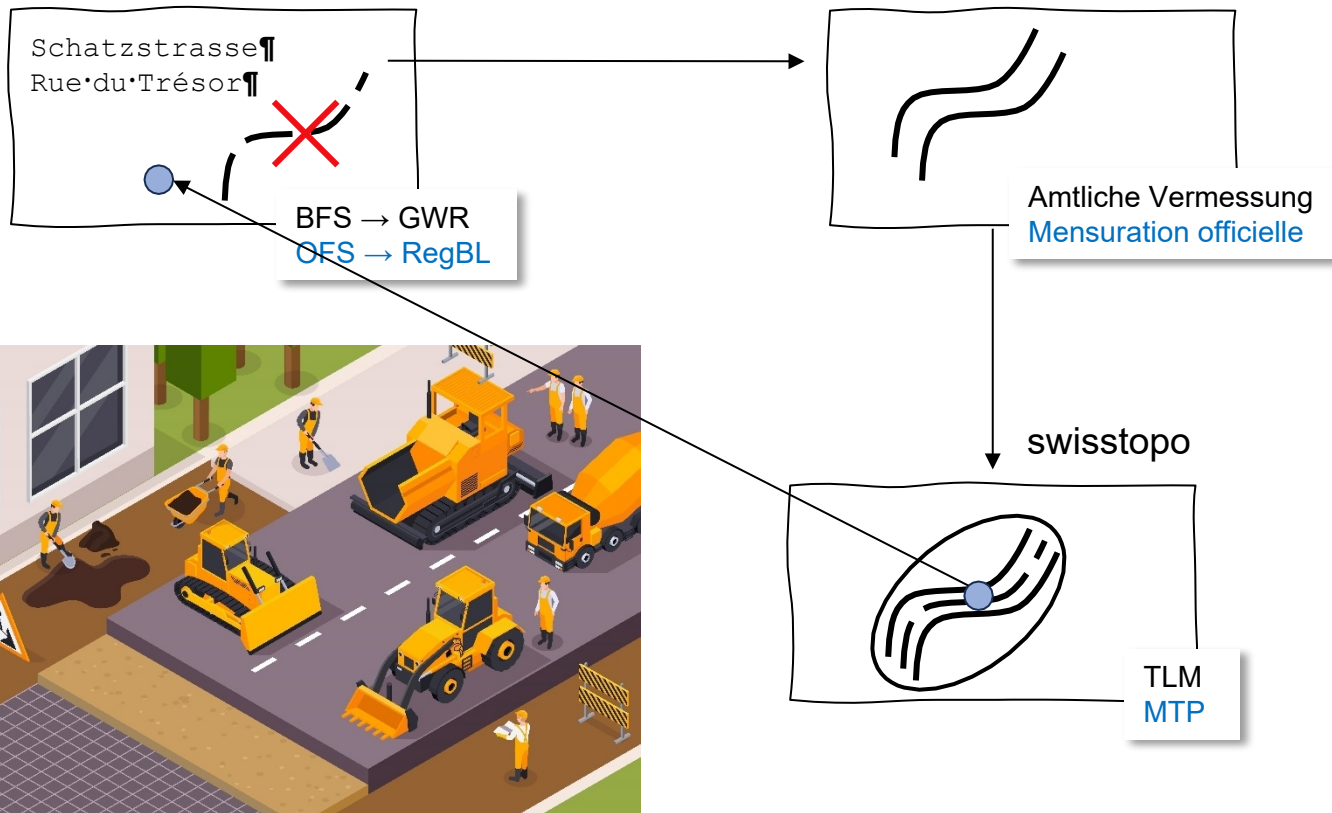 Schatzstrasse¶
Rue·du·Trésor¶
BFS → GWR
OFS → RegBL
Amtliche Vermessung
Mensuration officielle
swisstopo
TLM
MTP